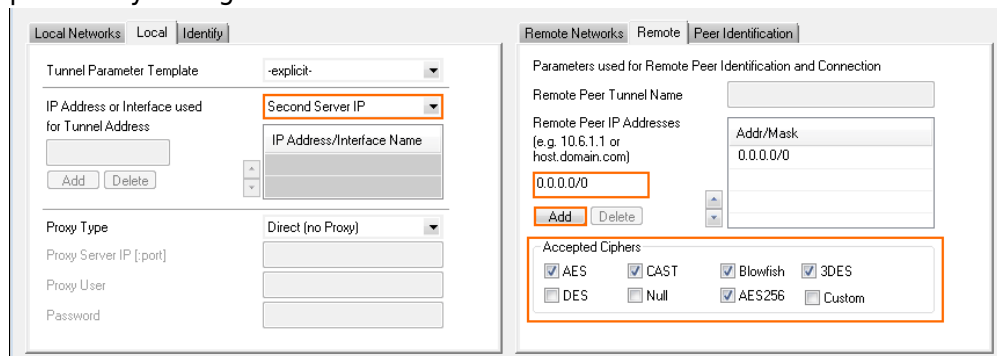 Local Networks Local Identify
Tunnel Parameter Template -explicit-
IP Address or Interface used
for Tunnel Address
Second Server IP
IP Address/Interface Name
Add Delete
Proxy Type Direct (no Proxy)
Proxy Server IP [:port]
Proxy User
Password
Remote Networks Remote Peer Identification
Parameters used for Remote Peer Identification and Connection
Remote Peer Tunnel Name
Remote Peer IP Addresses
(e.g. 10.6.1.1 or
host.domain.com)
Addr/Mask
0.0.0.0/0
0.0.0.0/0
Add Delete
Accepted Ciphers
AES CAST Blowfish 3DES
DES Null AES256 Custom